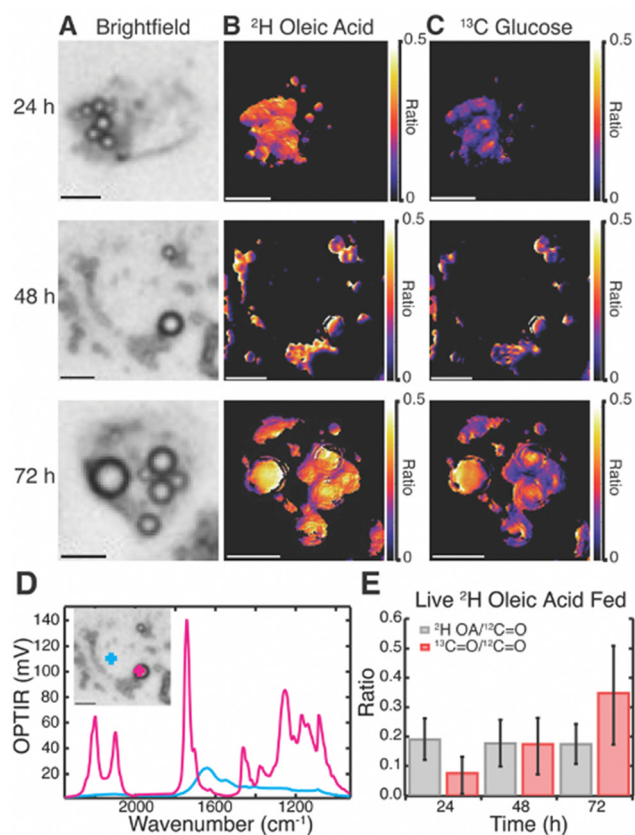 A Brightfield B ²H Oleic Acid C ¹³C Glucose
24 h
0.5
Ratio
0
0.5
Ratio
0
48 h
0.5
Ratio
0
0.5
Ratio
0
72 h
0.5
Ratio
0
0.5
Ratio
0
D
OPTIR (mV)
140
120
100
80
60
40
20
2000 1600 1200
Wavenumber (cm⁻¹)
E Live ²H Oleic Acid Fed
Ratio
0.6
0.5
0.4
0.3
0.2
0.1
0.0
²H OA/¹²C=O
¹³C=O/¹²C=O
24 48 72
Time (h)